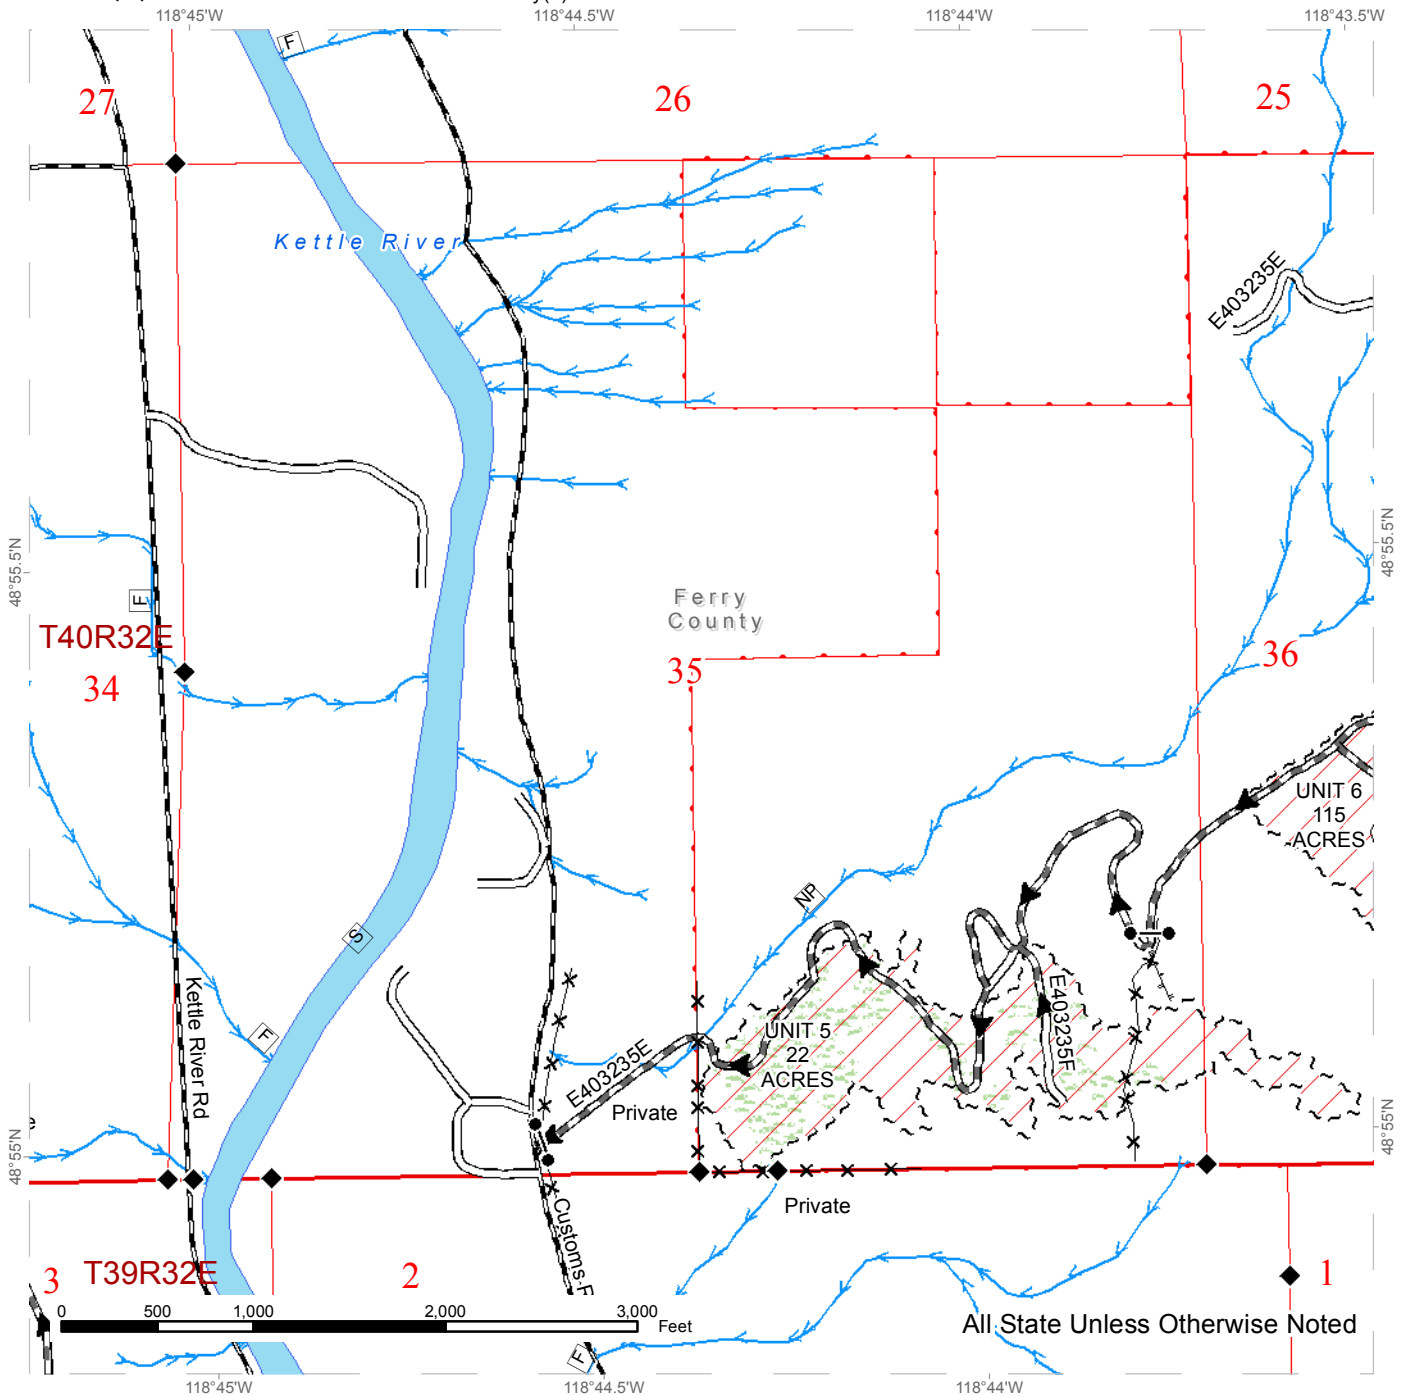 118°45'W
118°44.5'W
118°44'W
118°43.5'W
F
27
26
25
Kettle River
E403235E
48°55.5'N
48°55.5'N
F
Ferry
County
T40R32E
34
35
36
UNIT 6
115
ACRES
NP
S
Kettle River Rd
F
E403235F
UNIT 5
22
ACRES
E403235E
Private
48°55'N
48°55'N
e
Private
Customs-F
T39R32E
3
2
1
0
500
1,000
2,000
3,000
Feet
All State Unless Otherwise Noted
F
118°45'W
118°44.5'W
118°44'W